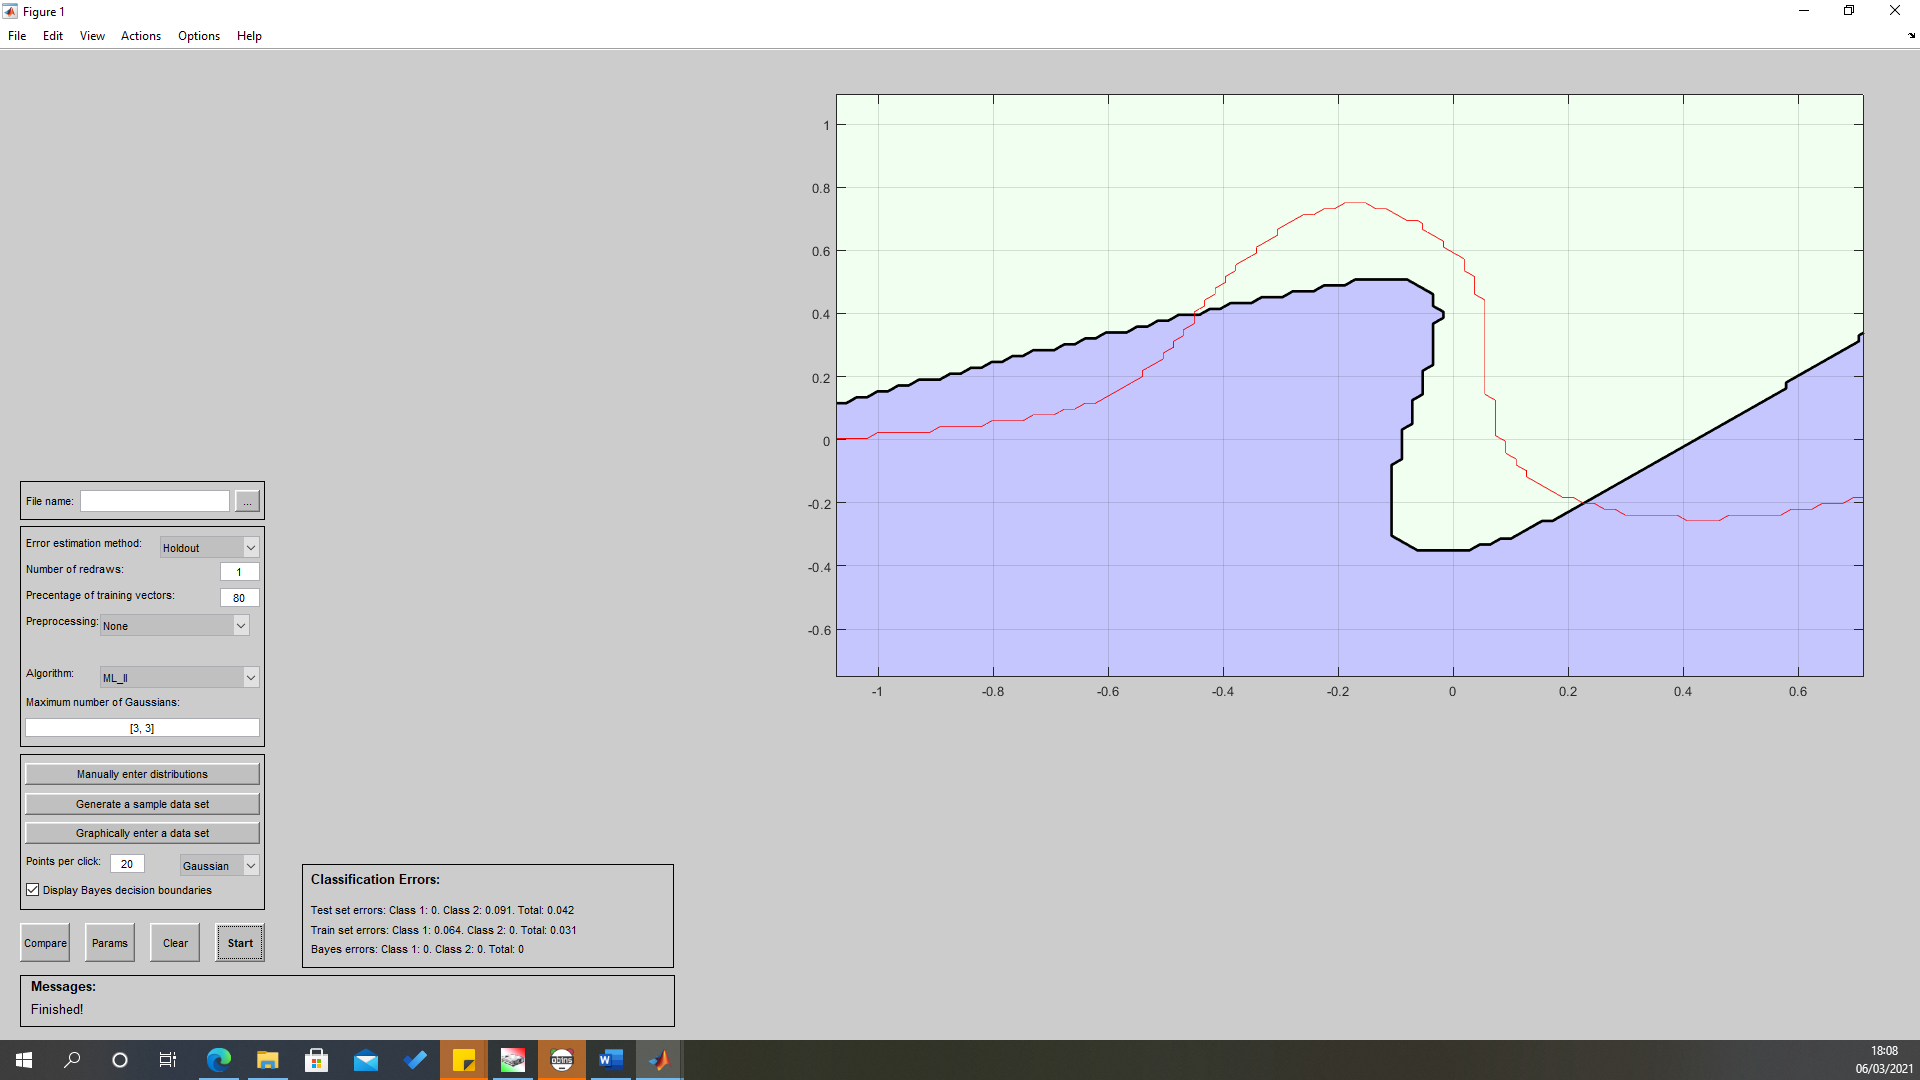 Figure 1
File Edit View Actions Options Help
1
0.8
0.6
0.4
0.2
0
-0.2
-0.4
-0.6
-1 -0.8 -0.6 -0.4 -0.2 0 0.2 0.4 0.6
File name: ...
Error estimation method: Holdout
Number of redraws: 1
Precentage of training vectors: 80
Preprocessing: None
Algorithm: ML_II
Maximum number of Gaussians:
[3, 3]
Manually enter distributions
Generate a sample data set
Graphically enter a data set
Points per click: 20 Gaussian
Display Bayes decision boundaries
Compare Params Clear Start
Classification Errors:
Test set errors: Class 1: 0. Class 2: 0.091. Total: 0.042
Train set errors: Class 1: 0.064. Class 2: 0. Total: 0.031
Bayes errors: Class 1: 0. Class 2: 0. Total: 0
Messages:
Finished!
18:08
06/03/2021